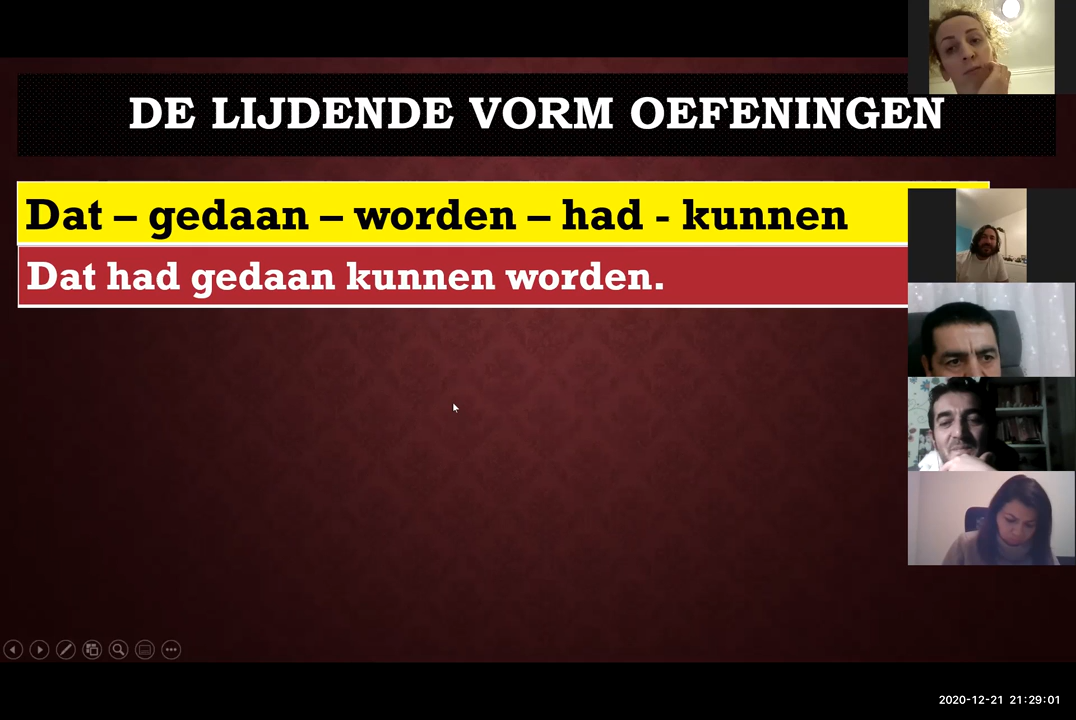 DE LIJDENDE VORM OEFENINGEN
Dat – gedaan – worden – had - kunnen
Dat had gedaan kunnen worden.
2020-12-21 21:29:01